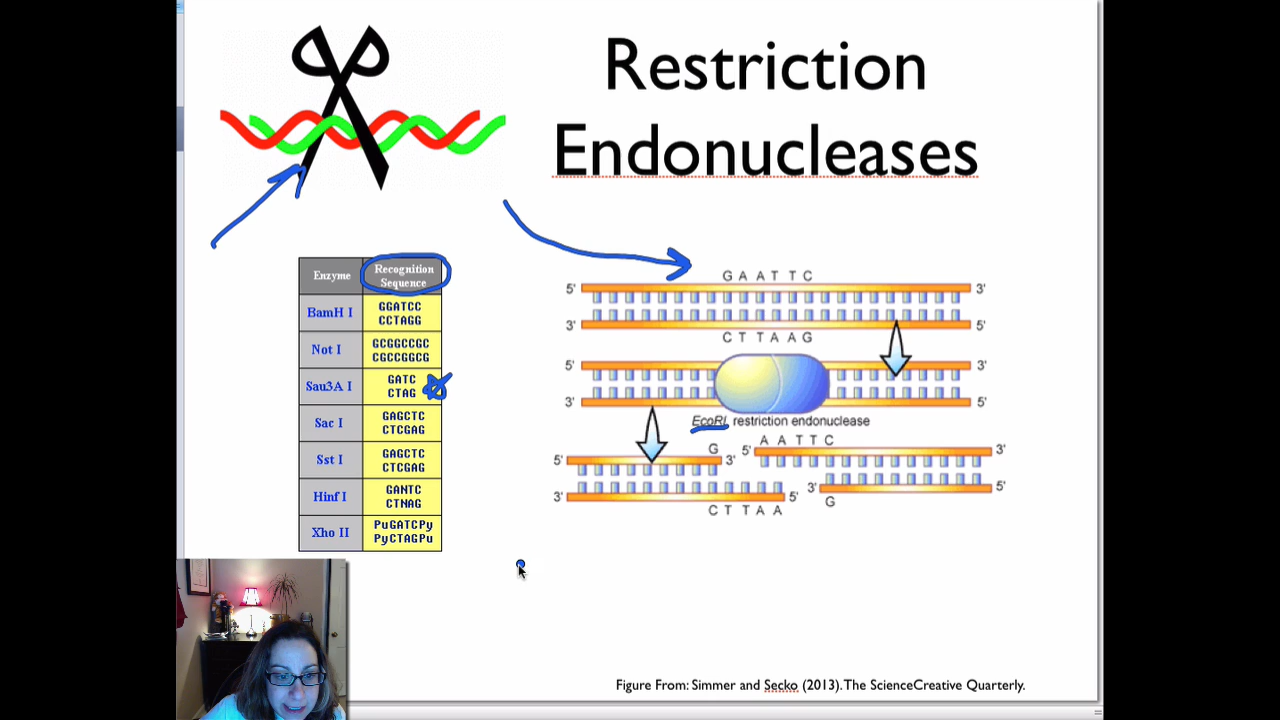 Restriction
Endonucleases
Enzyme
Recognition
Sequence
BamH I
GGATCC
CCTAGG
Not I
GCGGCCGC
CGCCGGCG
Sau3A I
GATC
CTAG
Sac I
GAGCTC
CTCGAG
Sst I
GAGCTC
CTCGAG
Hinf I
GANTC
CTNAG
Xho II
PuGATCPy
PyCTAGPu
G A A T T C
5' 3'
3' 5'
C T T A A G
5' 3'
3' 5'
EcoRI restriction endonuclease
G
5' 3'
3' 5'
C T T A A
A A T T C
5' 3'
3' 5'
G
Figure From: Simmer and Secko (2013). The ScienceCreative Quarterly.